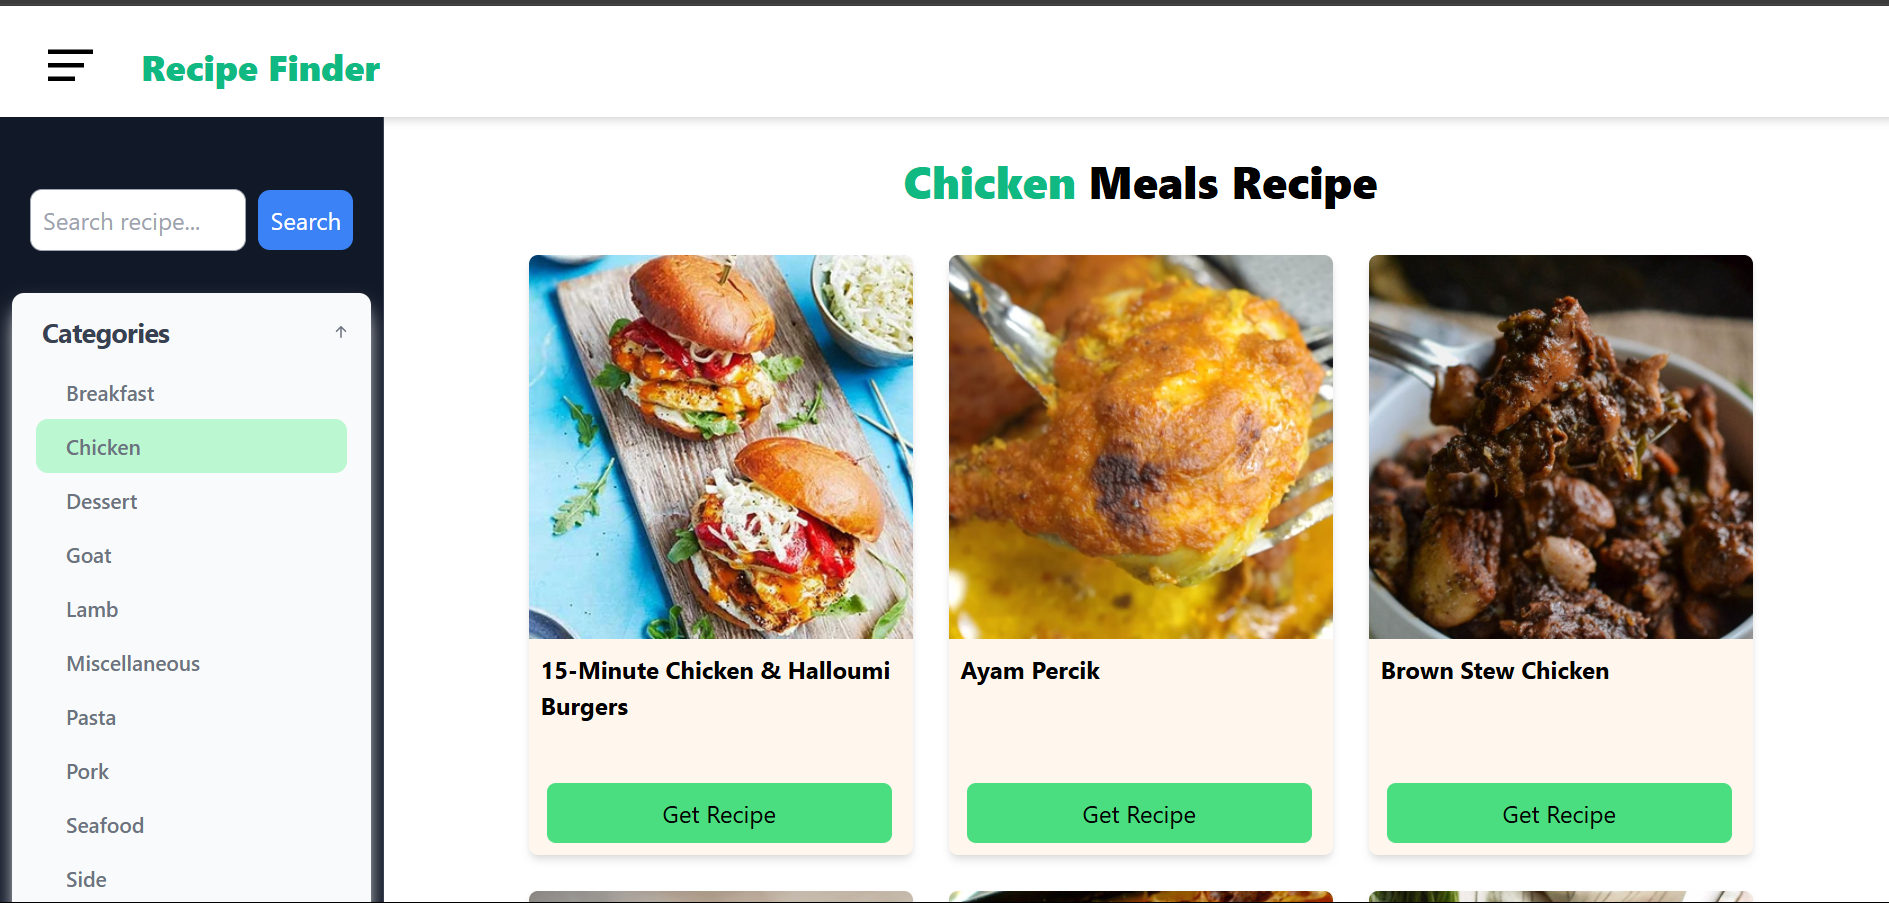 Recipe Finder
Search recipe...
Search
Categories
Breakfast
Chicken
Dessert
Goat
Lamb
Miscellaneous
Pasta
Pork
Seafood
Side
Chicken Meals Recipe
15-Minute Chicken & Halloumi
Burgers
Get Recipe
Ayam Percik
Get Recipe
Brown Stew Chicken
Get Recipe